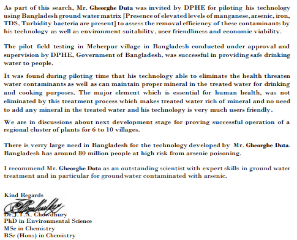 As part of this search, Mr. Gheorghe Duta was invited by DPHE for piloting his technology
using Bangladesh ground water matrix [Presence of elevated levels of manganese, arsenic, iron,
TDS, Turbidity bacteria are present] to assess the removal efficiency of these contaminants by
his technology as well as environment suitability, user friendliness and economic viability.
The pilot field testing in Meherpur village in Bangladesh conducted under approval and
supervision by DPHE, Government of Bangladesh, was successful in providing safe drinking
water to people.
It was found during piloting time that his technology able to eliminate the health threaten
water contaminants as well as can maintain proper mineral in the treated water for drinking
and cooking purposes. The major element which is essential for human health, was not
eliminated by this treatment process which makes treated water rich of mineral and no need
to add any mineral in the treated water and his technology is very much users friendly.
We are in discussions about next development stage for proving successful operation of a
regional cluster of plants for 6 to 10 villages.
There is very large need in Bangladesh for the technology developed by Mr. Gheorghe Duta.
Bangladesh has around 80 million people at high risk from arsenic poisoning.
I recommend Mr. Gheorghe Duta as an outstanding scientist with expert skills in ground water
treatment and in particular for ground water contaminated with arsenic.
Kind Regards
Dr. J.T.A. Chowdhury
PhD in Environmental Science
MSc in Chemistry
BSc (Hons) in Chemistry